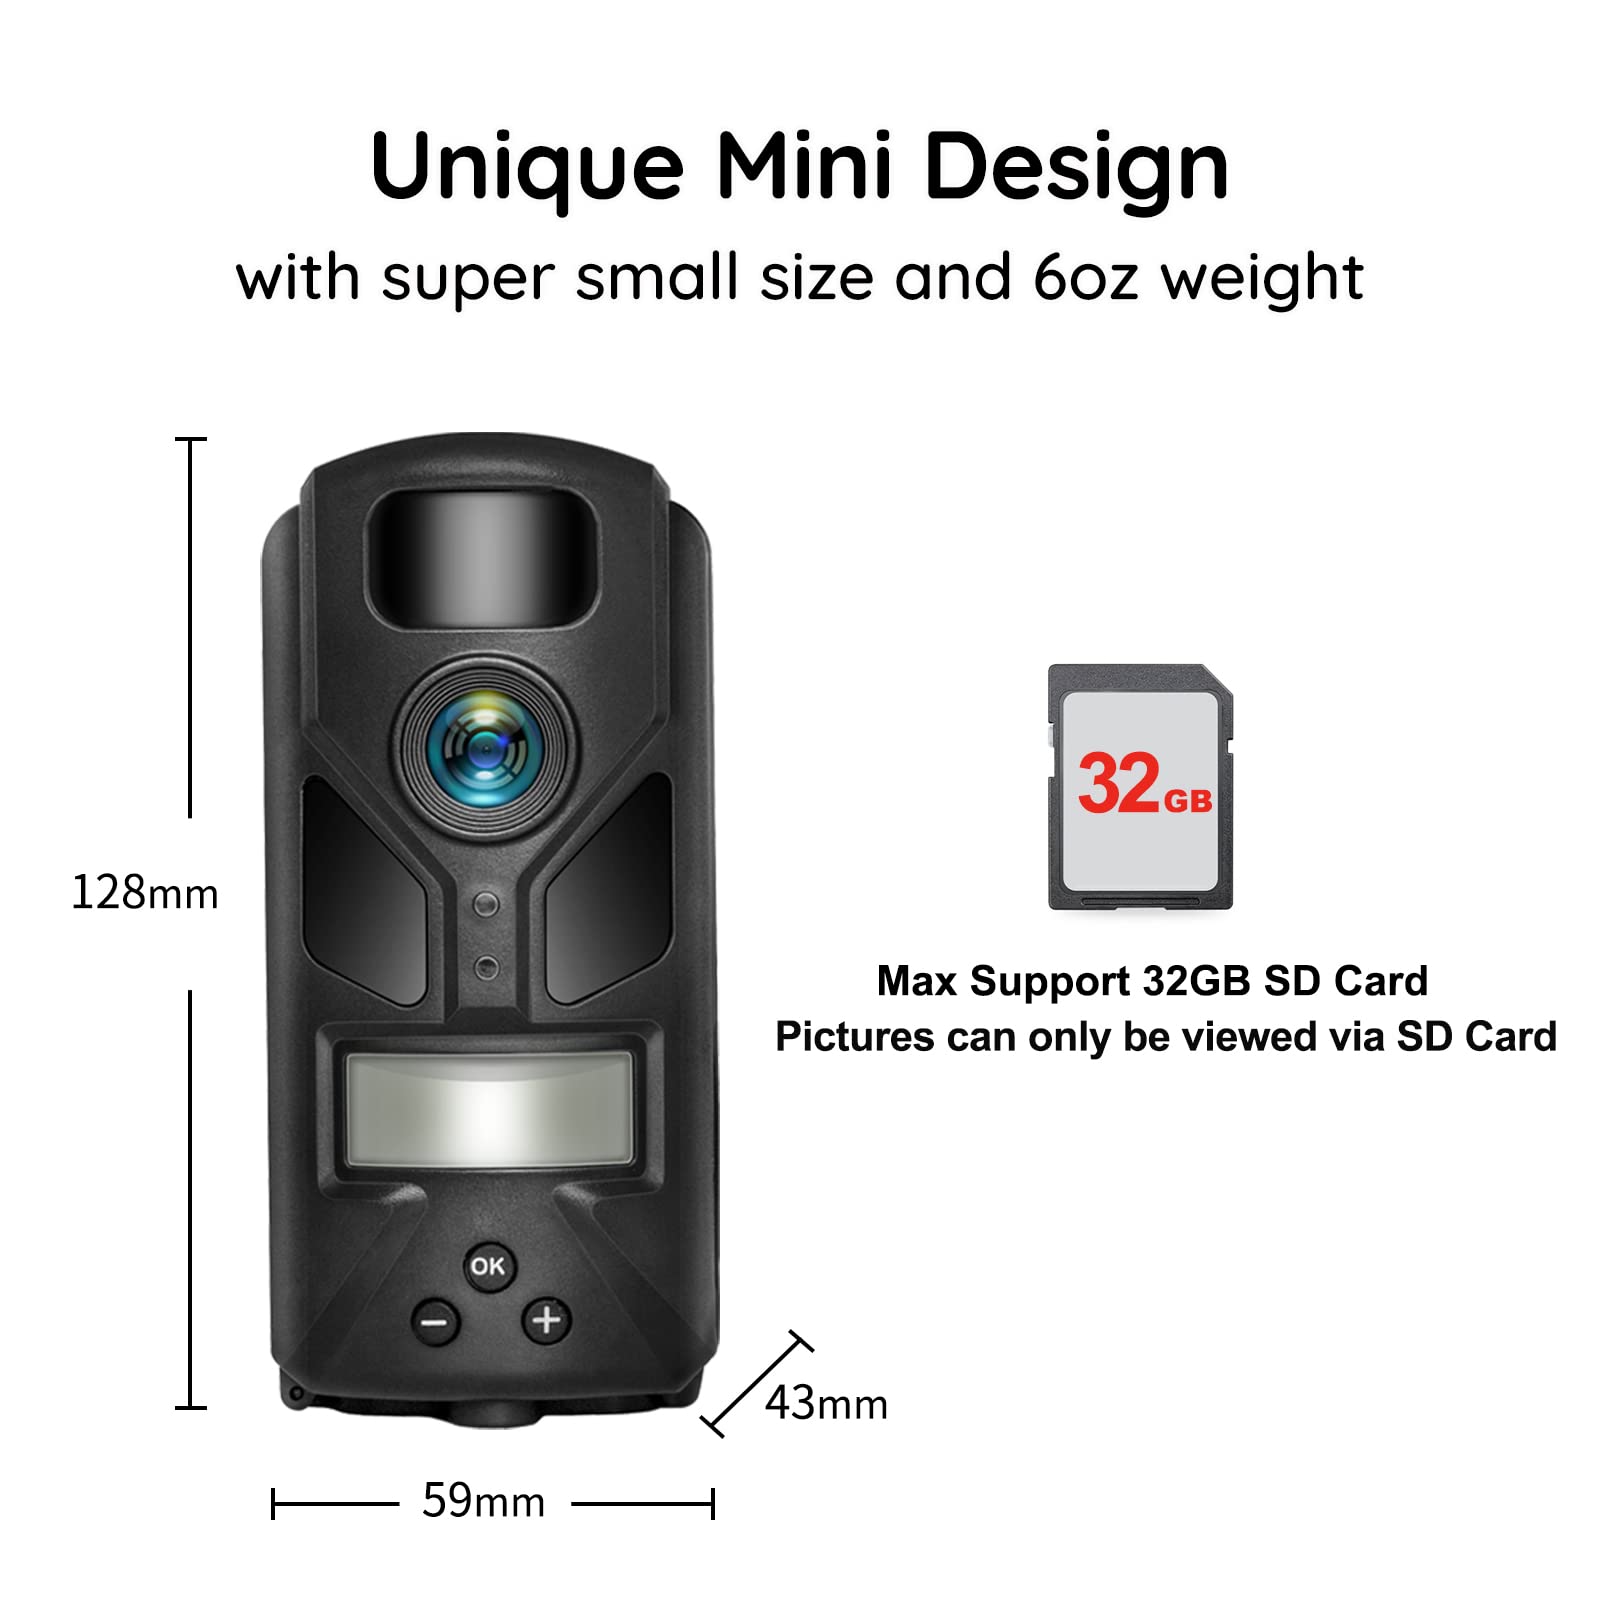 Unique Mini Design
with super small size and 6oz weight
128mm
32GB
Max Support 32GB SD Card
Pictures can only be viewed via SD Card
OK
43mm
59mm